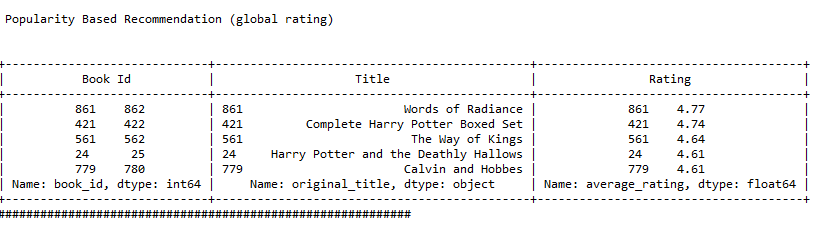 Popularity Based Recommendation (global rating)
+---------------------------+----------------------------------------+----------------------------------+
| Book Id | Title | Rating |
+---------------------------+----------------------------------------+----------------------------------+
| 861 862 | 861 Words of Radiance | 861 4.77
| 421 422 | 421 Complete Harry Potter Boxed Set | 421 4.74
| 561 562 | 561 The Way of Kings | 561 4.64
| 24 25 | 24 Harry Potter and the Deathly Hallows | 24 4.61
| 779 780 | 779 Calvin and Hobbes | 779 4.61
| Name: book_id, dtype: int64 | Name: original_title, dtype: object | Name: average_rating, dtype: float64 |
+---------------------------+----------------------------------------+----------------------------------+
############################################################